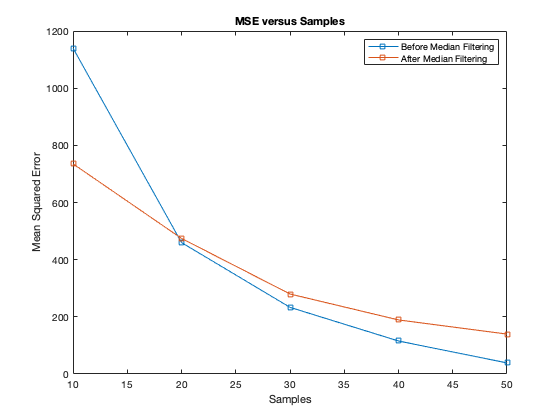 MSE versus Samples
Before Median Filtering
After Median Filtering
1200
1000
800
600
400
200
0
Mean Squared Error
10 15 20 25 30 35 40 45 50
Samples